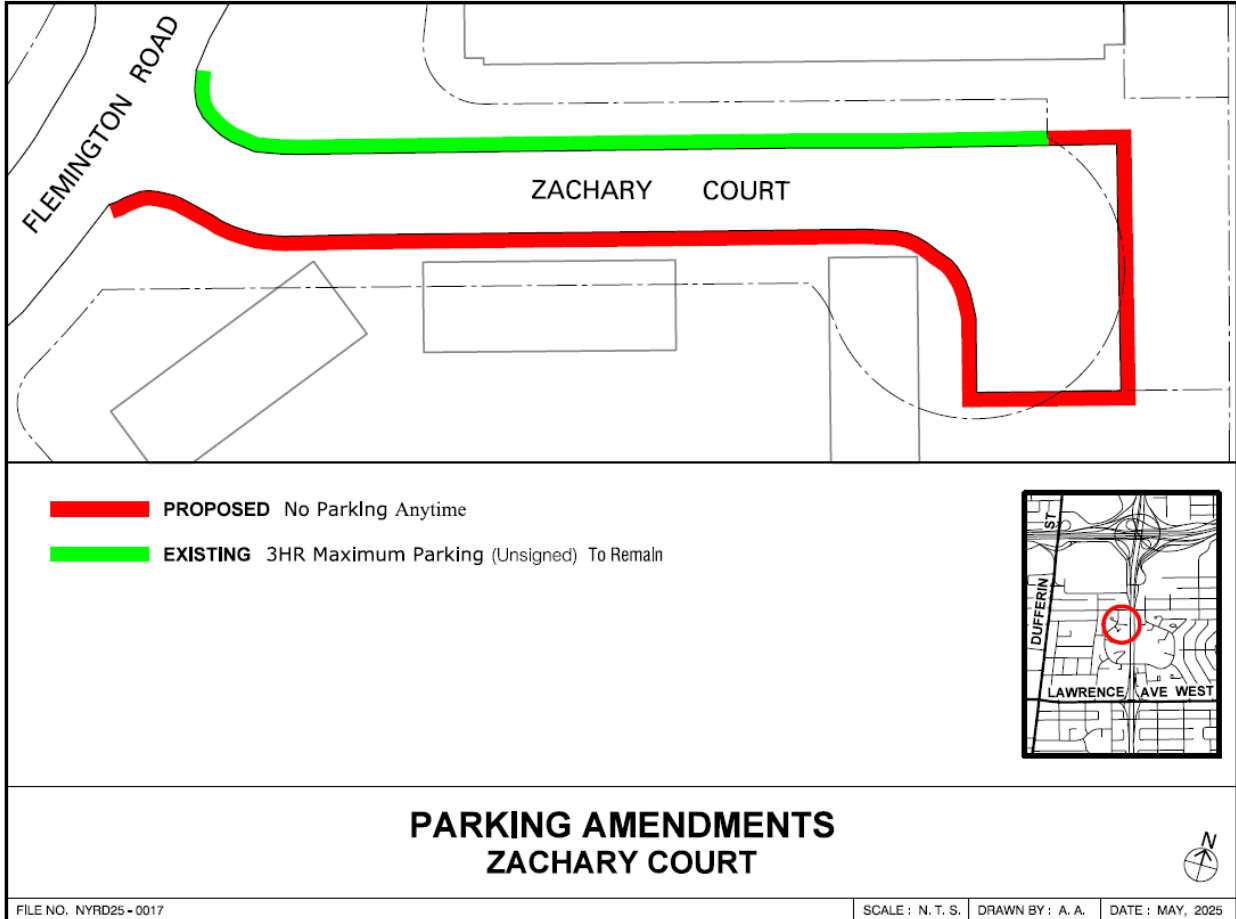 FLEMINGTON ROAD
ZACHARY COURT
PROPOSED No Parking Anytime
EXISTING 3HR Maximum Parking (Unsigned) To Remain
DUFFERIN ST
LAWRENCE AVE WEST
PARKING AMENDMENTS
ZACHARY COURT
N
FILE NO. NYRD25-0017
SCALE : N. T. S.
DRAWN BY : A. A.
DATE : MAY, 2025